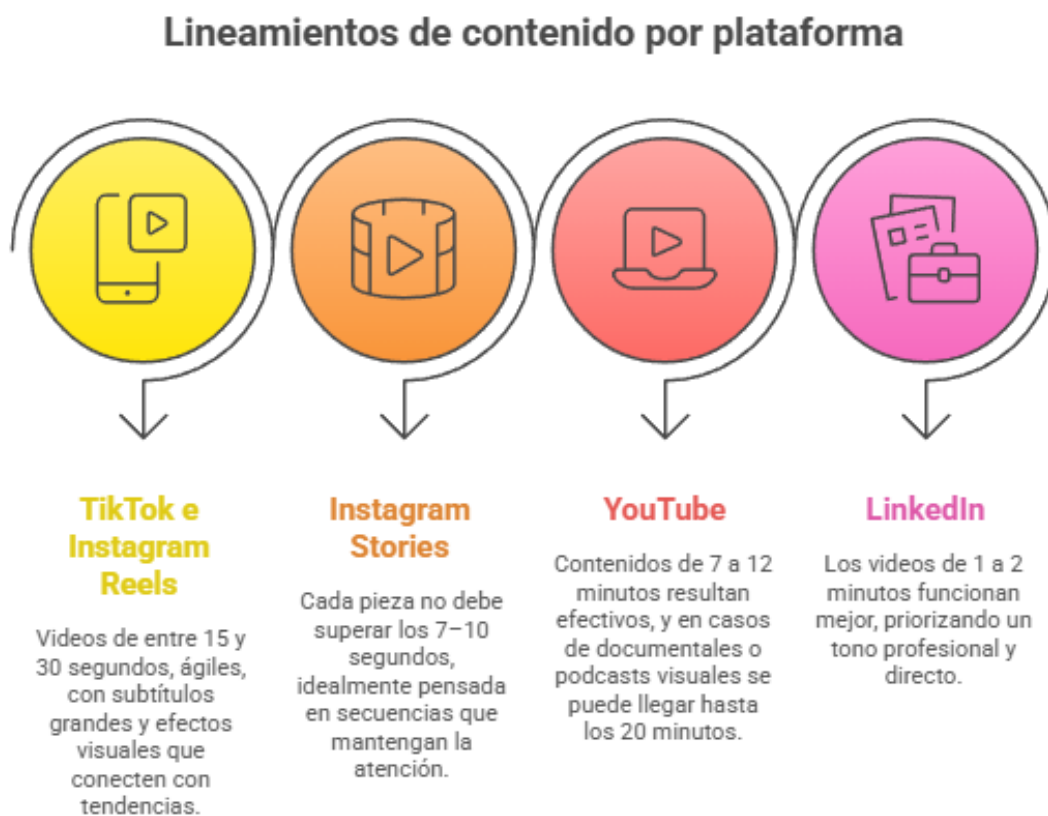 Lineamientos de contenido por plataforma
TikTok e
Instagram
Reels
Videos de entre 15 y
30 segundos, ágiles,
con subtítulos
grandes y efectos
visuales que
conecten con
tendencias.
Instagram
Stories
Cada pieza no debe
superar los 7–10
segundos,
idealmente pensada
en secuencias que
mantengan la
atención.
YouTube
Contenidos de 7 a 12
minutos resultan
efectivos, y en casos
de documentales o
podcasts visuales se
puede llegar hasta
los 20 minutos.
LinkedIn
Los videos de 1 a 2
minutos funcionan
mejor, priorizando un
tono profesional y
directo.